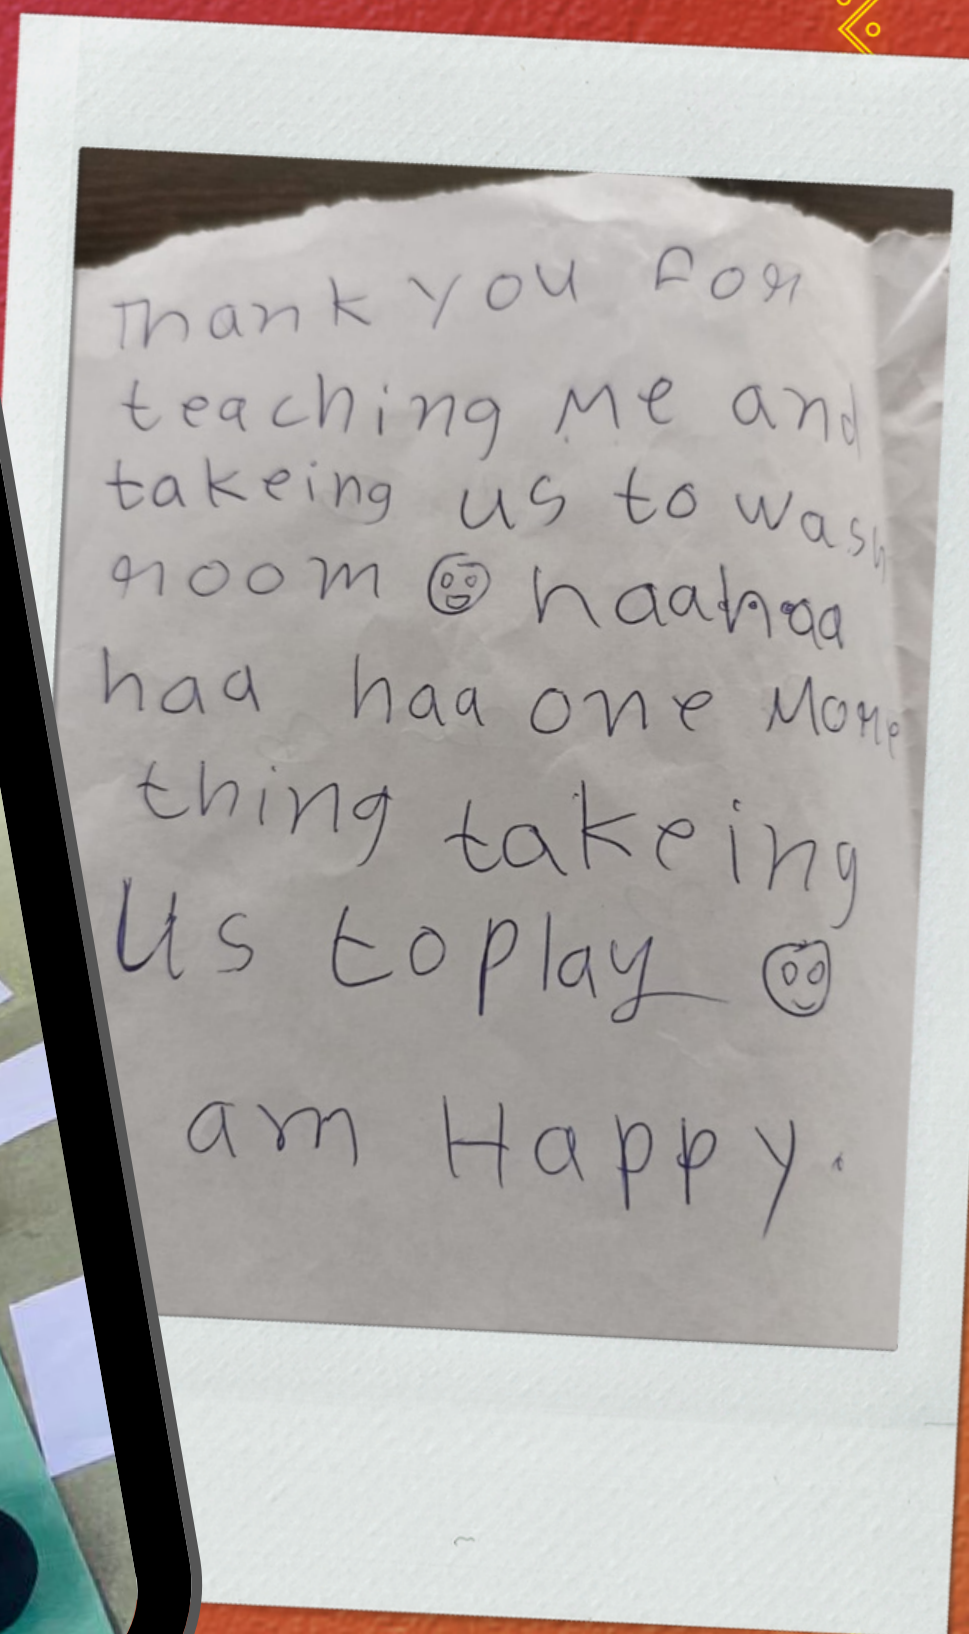 Thank you for
teaching me and
takeing us to wash
room haahaa
haa haa one more
thing takeing
Us to play
am Happy.